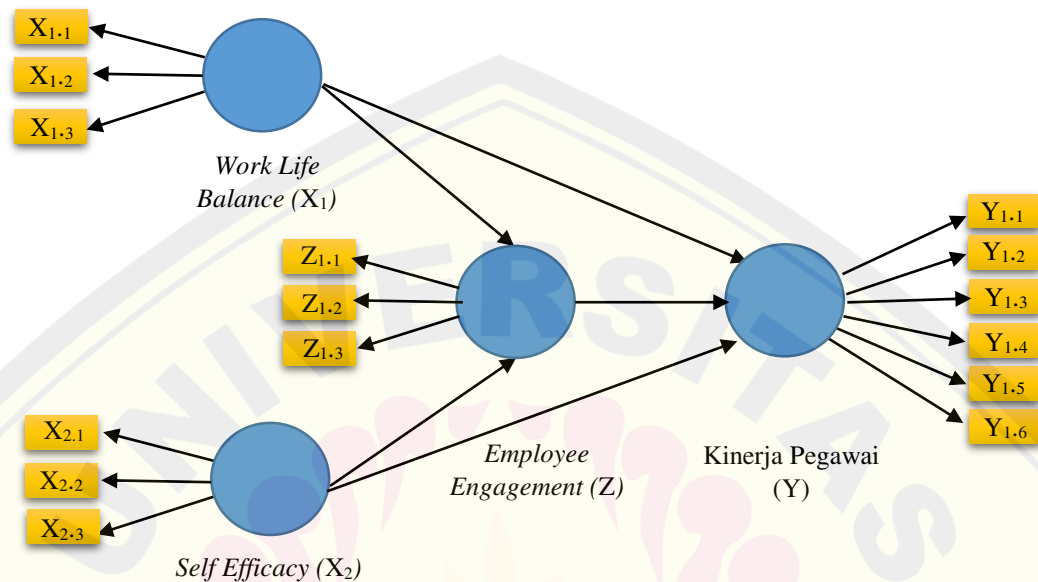 X1.1
X1.2
X1.3
Work Life
Balance (X1)
Z1.1
Z1.2
Z1.3
Y1.1
Y1.2
Y1.3
Y1.4
Y1.5
Y1.6
X2.1
X2.2
X2.3
Employee
Engagement (Z)
Kinerja Pegawai
(Y)
Self Efficacy (X2)
UNIVERSITAS